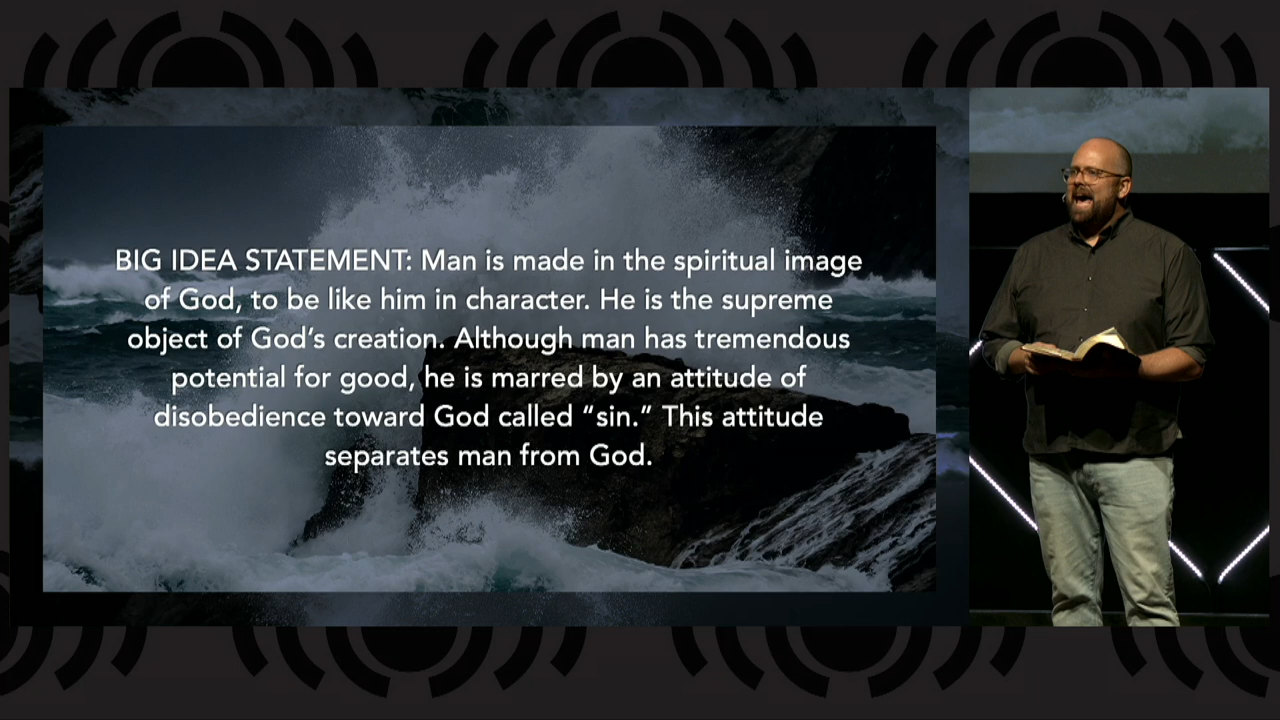 BIG IDEA STATEMENT: Man is made in the spiritual image
of God, to be like him in character. He is the supreme
object of God’s creation. Although man has tremendous
potential for good, he is marred by an attitude of
disobedience toward God called “sin.” This attitude
separates man from God.